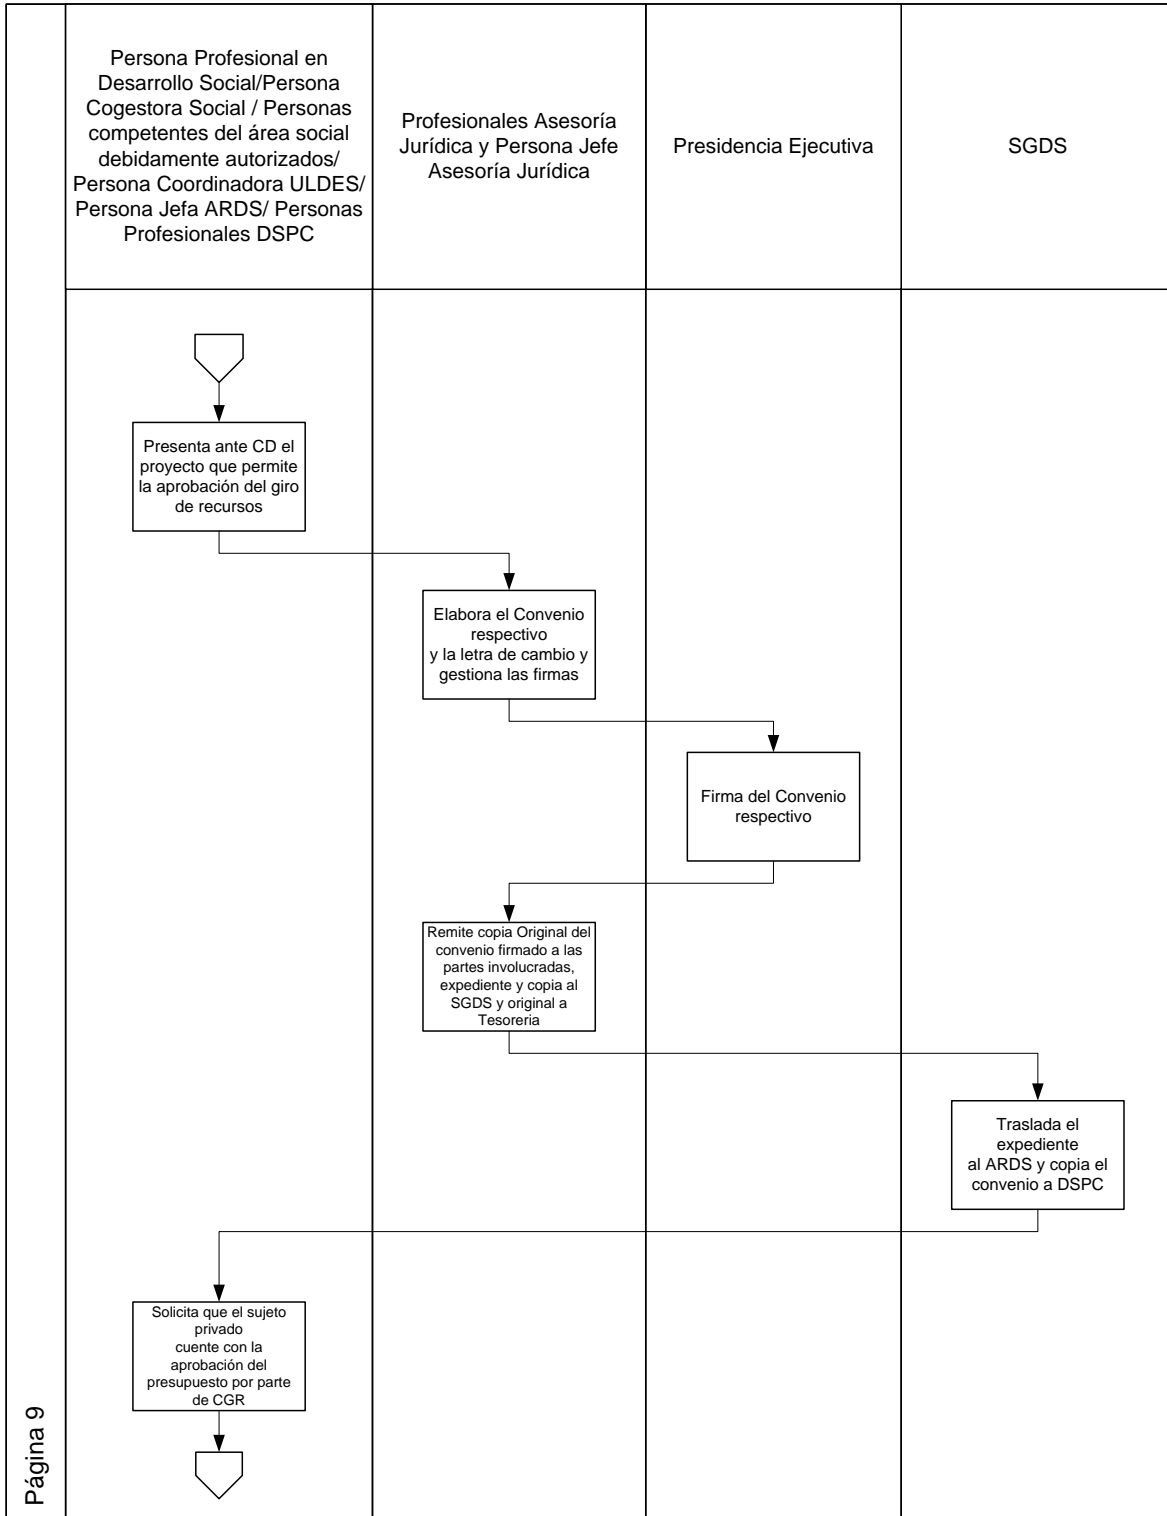 Persona Profesional en
Desarrollo Social/Persona
Cogestora Social / Personas
competentes del área social
debidamente autorizados/
Persona Coordinadora ULDES/
Persona Jefa ARDS/ Personas
Profesionales DSPC
Profesionales Asesoría
Jurídica y Persona Jefe
Asesoría Jurídica
Presidencia Ejecutiva
SGDS
Presenta ante CD el
proyecto que permite
la aprobación del giro
de recursos
Elabora el Convenio
respectivo
y la letra de cambio y
gestiona las firmas
Firma del Convenio
respectivo
Remite copia Original del
convenio firmado a las
partes involucradas,
expediente y copia al
SGDS y original a
Tesoreria
Traslada el
expediente
al ARDS y copia el
convenio a DSPC
Solicita que el sujeto
privado
cuente con la
aprobación del
presupuesto por parte
de CGR
Página 9